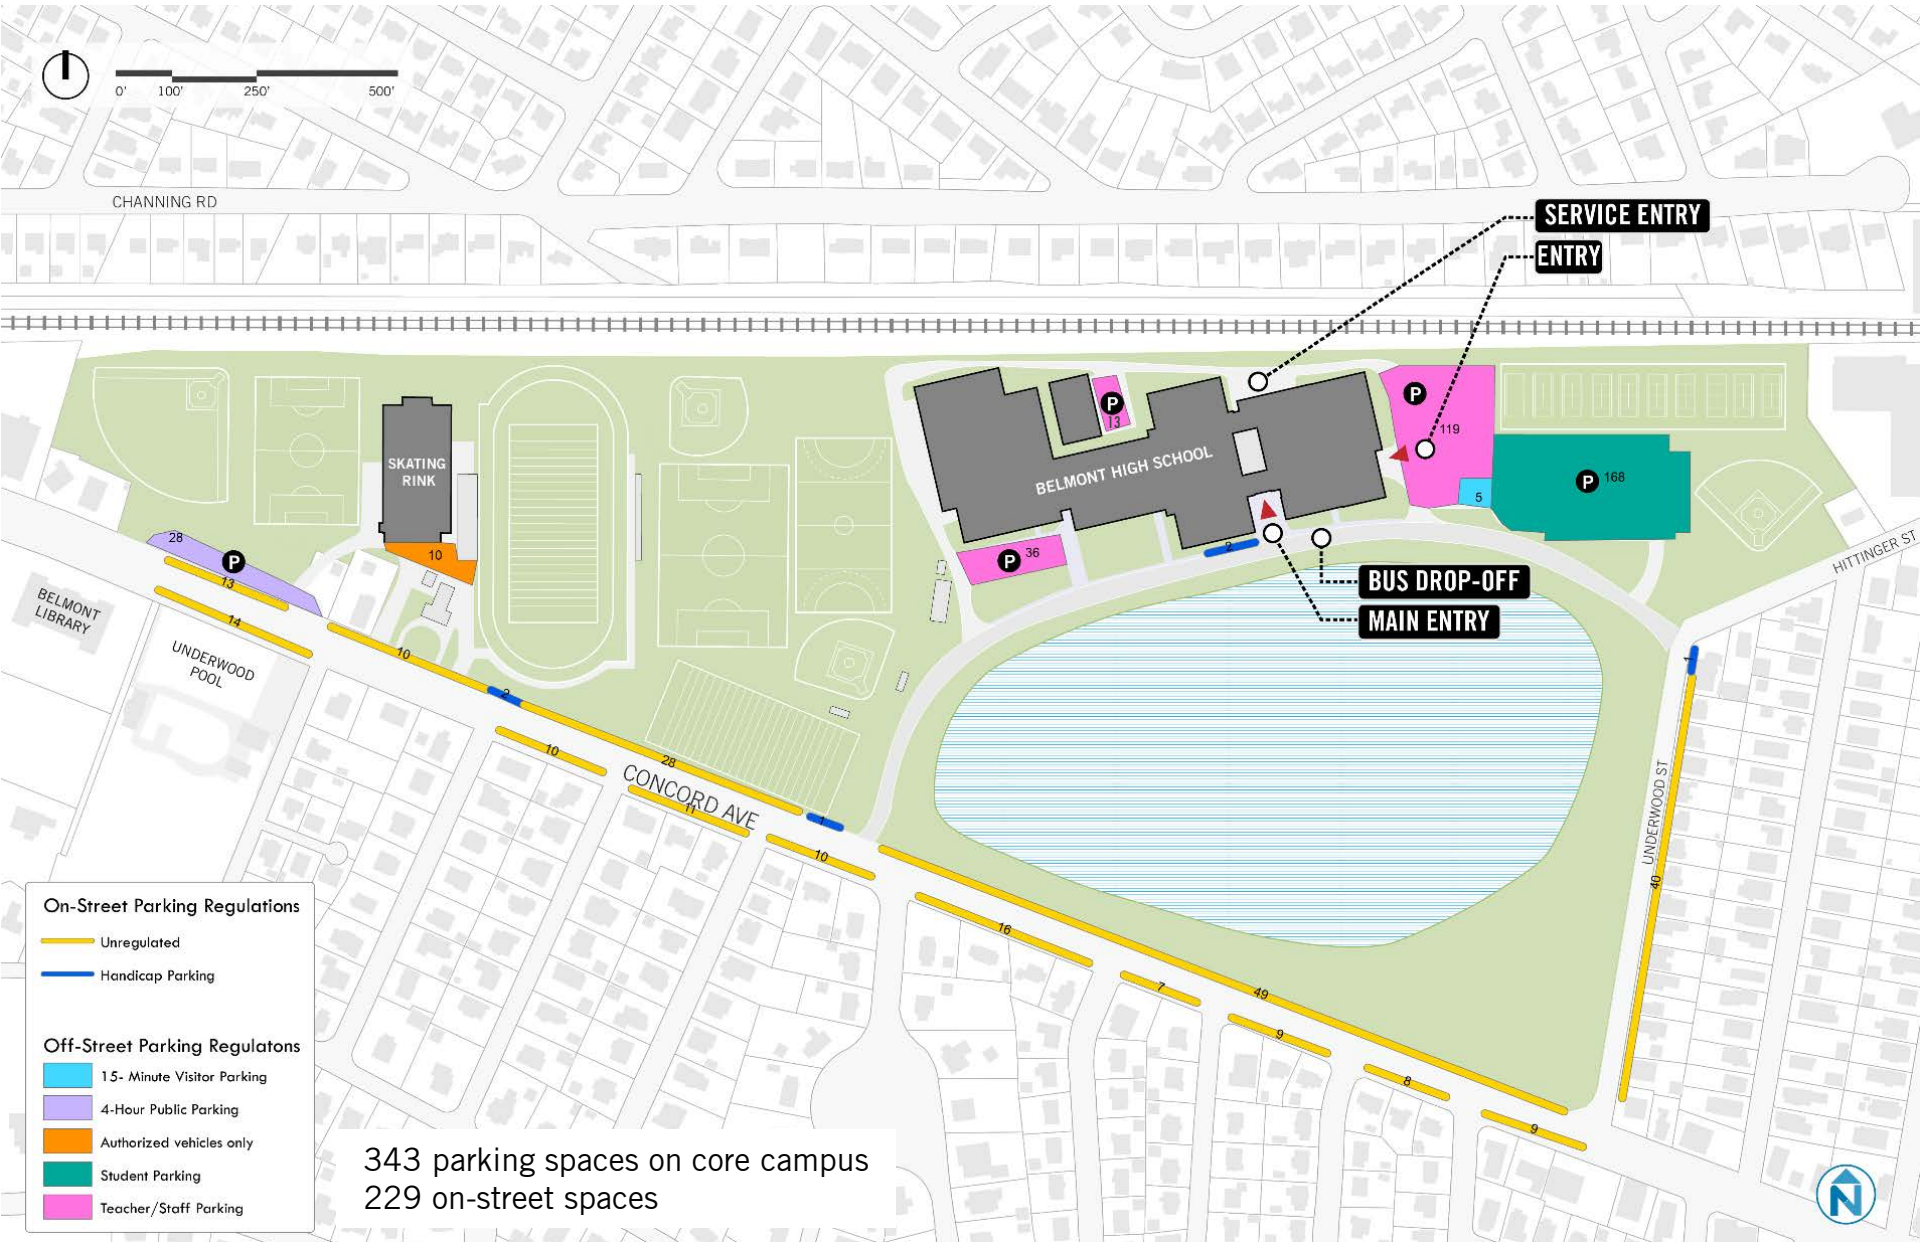 0'
100'
250'
500'
CHANNING RD
SERVICE ENTRY
ENTRY
P
13
P
119
SKATING
RINK
BELMONT HIGH SCHOOL
5
P 168
28
P
10
2
P 36
13
HITTINGER ST
BUS DROP-OFF
MAIN ENTRY
BELMONT
LIBRARY
14
UNDERWOOD
POOL
10
1
2
10
28
CONCORD AVE
11
1
10
UNDERWOOD ST
40
16
7
49
9
8
9
On-Street Parking Regulations
Unregulated
Handicap Parking
Off-Street Parking Regulatons
15- Minute Visitor Parking
4-Hour Public Parking
Authorized vehicles only
Student Parking
Teacher/Staff Parking
343 parking spaces on core campus
229 on-street spaces
N